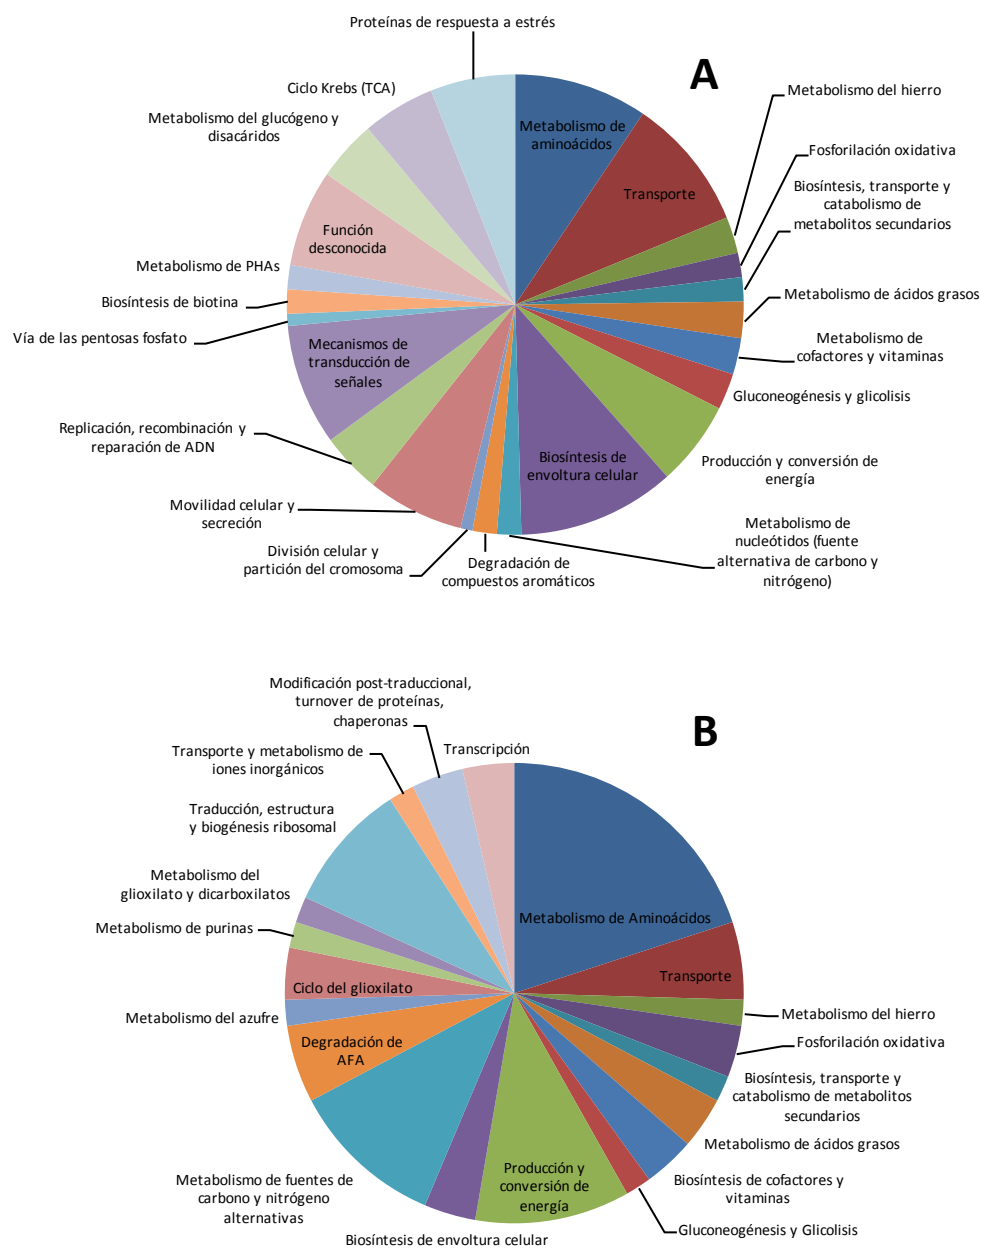 Proteínas de respuesta a estrés
A
Ciclo Krebs (TCA)
Metabolismo del hierro
Metabolismo del glucógeno y
disacáridos
Metabolismo de
aminoácidos
Fosforilación oxidativa
Transporte
Biosíntesis, transporte y
catabolismo de
metabolitos secundarios
Función
desconocida
Metabolismo de PHAs
Metabolismo de ácidos grasos
Biosíntesis de biotina
Vía de las pentosas fosfato
Metabolismo de
cofactores y vitaminas
Mecanismos de
transducción de
señales
Gluconeogénesis y glicolisis
Replicación, recombinación y
reparación de ADN
Biosíntesis de
envoltura celular
Producción y conversión de
energía
Movilidad celular y
secreción
Metabolismo de
nucleótidos (fuente
alternativa de carbono y
nitrógeno)
División celular y
partición del cromosoma
Degradación de
compuestos aromáticos
Modificación post-traduccional,
turnover de proteínas,
chaperonas
B
Transcripción
Transporte y metabolismo de
iones inorgánicos
Traducción, estructura
y biogénesis ribosomal
Metabolismo del
glioxilato y dicarboxilatos
Metabolismo de Aminoácidos
Metabolismo de purinas
Transporte
Ciclo del glioxilato
Metabolismo del hierro
Metabolismo del azufre
Fosforilación oxidativa
Degradación de
AFA
Biosíntesis, transporte y
catabolismo de metabolitos
secundarios
Metabolismo de ácidos grasos
Metabolismo de fuentes de
carbono y nitrógeno
alternativas
Producción y
conversión de
energía
Biosíntesis de cofactores y
vitaminas
Gluconeogénesis y Glicolisis
Biosíntesis de envoltura celular